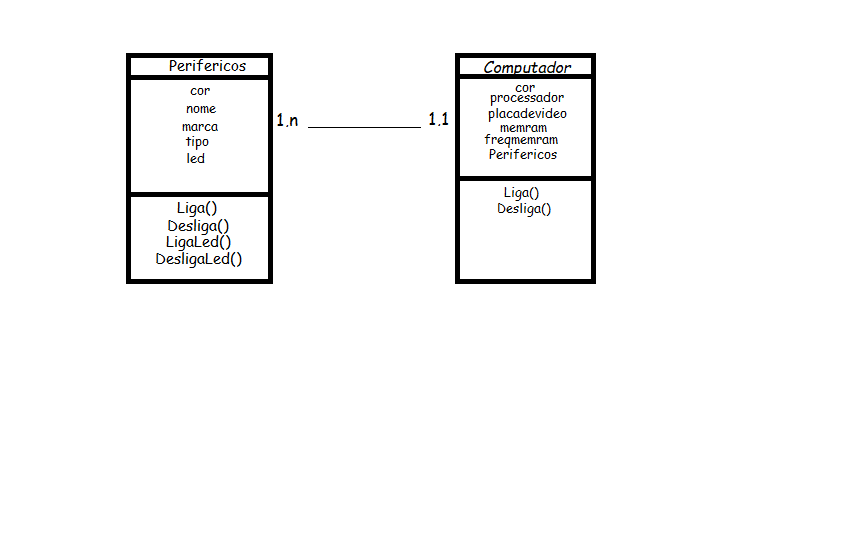 Perifericos
cor
nome
marca
tipo
led
Liga()
Desliga()
LigaLed()
DesligaLed()
1.n
1.1
Computador
cor
processador
placadevideo
memram
freqmemram
Perifericos
Liga()
Desliga()